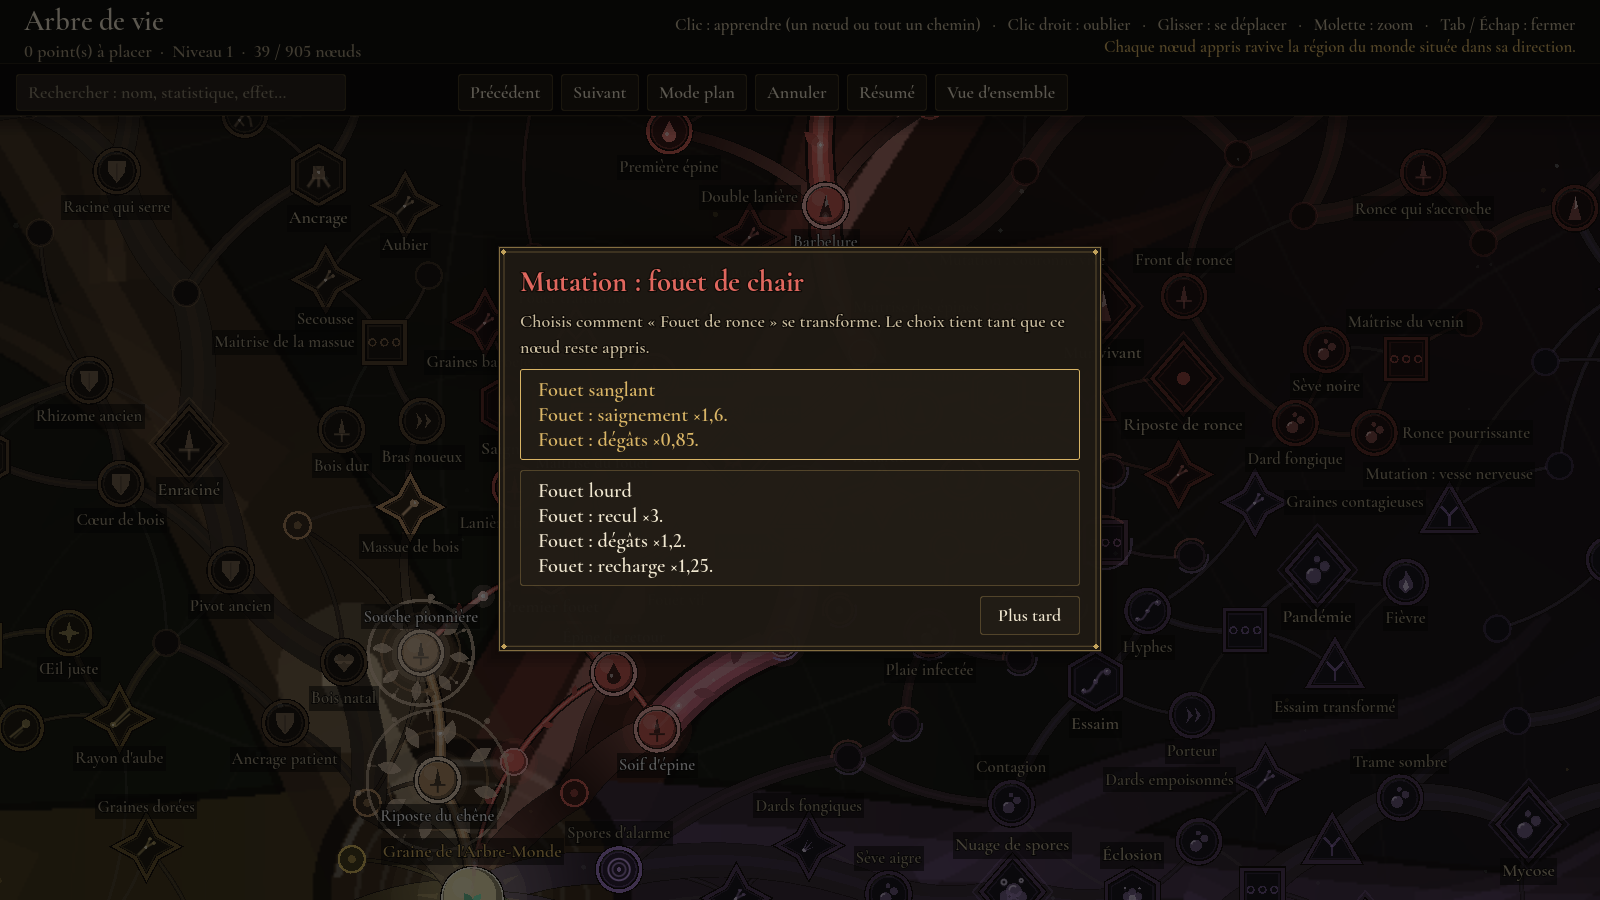 Arbre de vie
0 point(s) à placer · Niveau 1 · 39 / 905 nœuds
Clic : apprendre (un nœud ou tout un chemin) · Clic droit : oublier · Glisser : se déplacer · Molette : zoom · Tab / Échap : fermer
Chaque nœud appris ravive la région du monde située dans sa direction.
Rechercher : nom, statistique, effet...
Précédent
Suivant
Mode plan
Annuler
Résumé
Vue d'ensemble
Première épine
Double lanière
Racine qui serre
Ancrage
Aubier
Barbelure
Ronce qui s'accroche
Front de ronce
Mutation : fouet de chair
Choisis comment « Fouet de ronce » se transforme. Le choix tient tant que ce
nœud reste appris.
Fouet sanglant
Fouet : saignement ×1,6.
Fouet : dégâts ×0,85.
Fouet lourd
Fouet : recul ×3.
Fouet : dégâts ×1,2.
Fouet : recharge ×1,25.
Plus tard
Secousse
Maîtrise de la massue
Graines ba
Maîtrise du venin
vivant
Sève noire
Rhizome ancien
Bois dur
Bras noueux
Sa
Riposte de ronce
Ronce pourrissante
Dard fongique
Mutation : vesse nerveuse
Enraciné
Cœur de bois
Laniè
Graines contagieuses
Massue de bois
Pivot ancien
Souche pionnière
Pandémie
Fièvre
Hyphes
Œil juste
Bois natal
Plaie infectée
Essaim
Essaim transformé
Rayon d'aube
Ancrage patient
Soif d'épine
Porteur
Contagion
Dards empoisonnés
Trame sombre
Graines dorées
Riposte du chêne
Dards fongiques
Spores d'alarme
Graine de l'Arbre-Monde
Nuage de spores
Sève aigre
Éclosion
Mycose